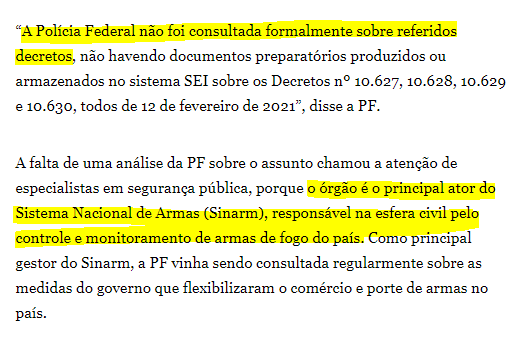 “A Polícia Federal não foi consultada formalmente sobre referidos
decretos, não havendo documentos preparatórios produzidos ou
armazenados no sistema SEI sobre os Decretos nº 10.627, 10.628, 10.629
e 10.630, todos de 12 de fevereiro de 2021”, disse a PF.
A falta de uma análise da PF sobre o assunto chamou a atenção de
especialistas em segurança pública, porque o órgão é o principal ator do
Sistema Nacional de Armas (Sinarm), responsável na esfera civil pelo
controle e monitoramento de armas de fogo do país. Como principal
gestor do Sinarm, a PF vinha sendo consultada regularmente sobre as
medidas do governo que flexibilizaram o comércio e porte de armas no
país.